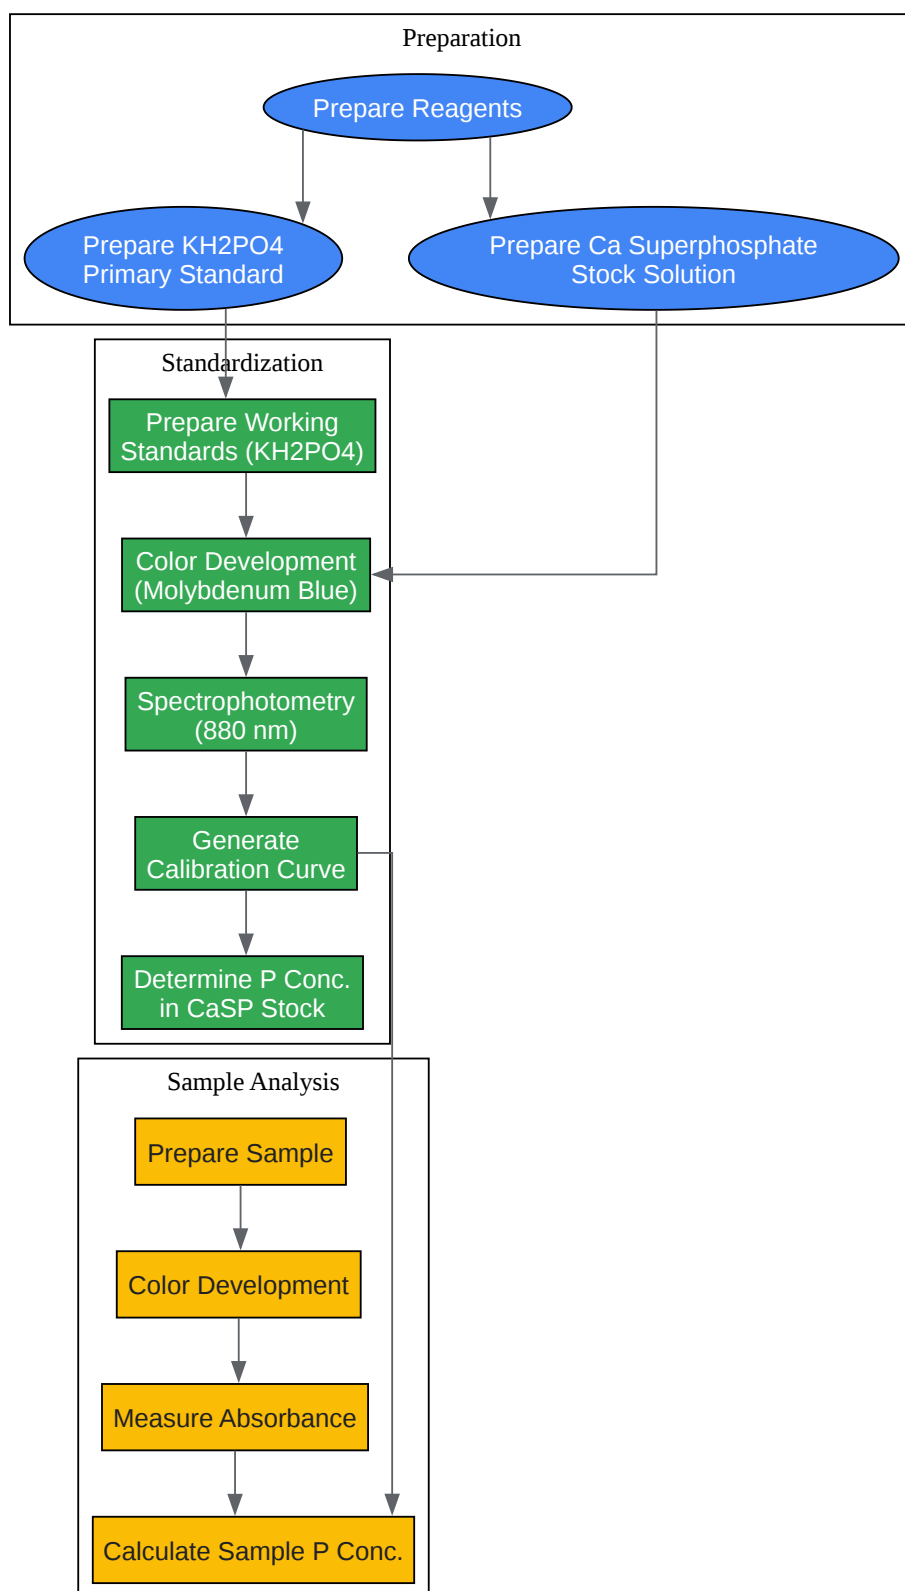 Preparation
Prepare Reagents
Prepare KH2PO4
Primary Standard
Prepare Ca Superphosphate
Stock Solution
Standardization
Prepare Working
Standards (KH2PO4)
Color Development
(Molybdenum Blue)
Spectrophotometry
(880 nm)
Generate
Calibration Curve
Determine P Conc.
in CaSP Stock
Sample Analysis
Prepare Sample
Color Development
Measure Absorbance
Calculate Sample P Conc.